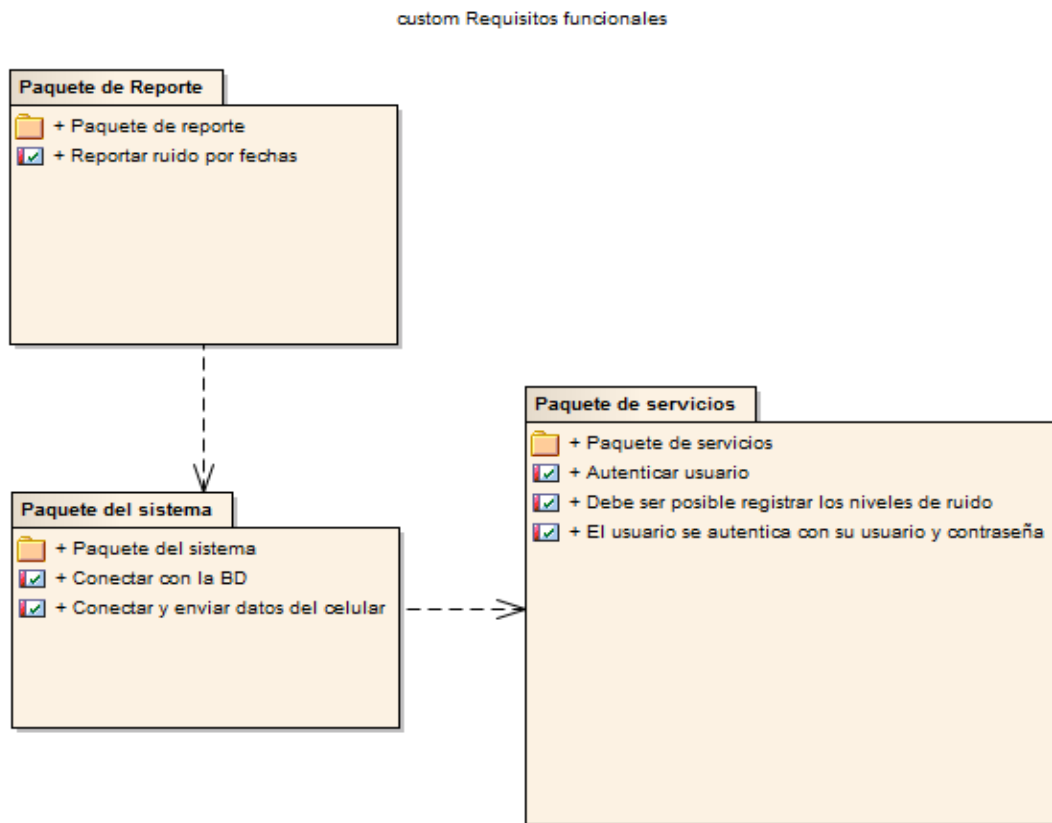 custom Requisitos funcionales
Paquete de Reporte
+ Paquete de reporte
+ Reportar ruido por fechas
Paquete del sistema
+ Paquete del sistema
+ Conectar con la BD
+ Conectar y enviar datos del celular
Paquete de servicios
+ Paquete de servicios
+ Autenticar usuario
+ Debe ser posible registrar los niveles de ruido
+ El usuario se autentica con su usuario y contraseña